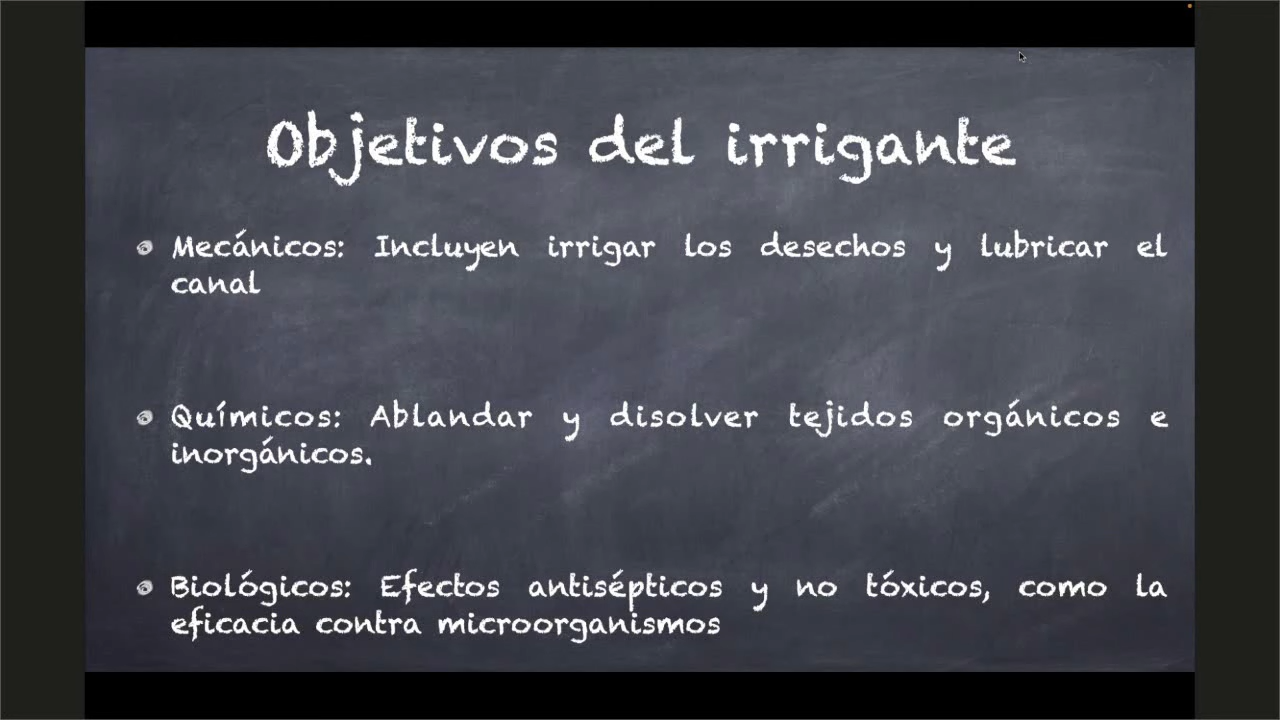 Objetivos del irrigante
Mecánicos: Incluyen irrigar los desechos y lubricar el
canal
Químicos: Ablandar y disolver tejidos orgánicos e
inorgánicos.
Biológicos: Efectos antisépticos y no tóxicos, como la
eficacia contra microorganismos